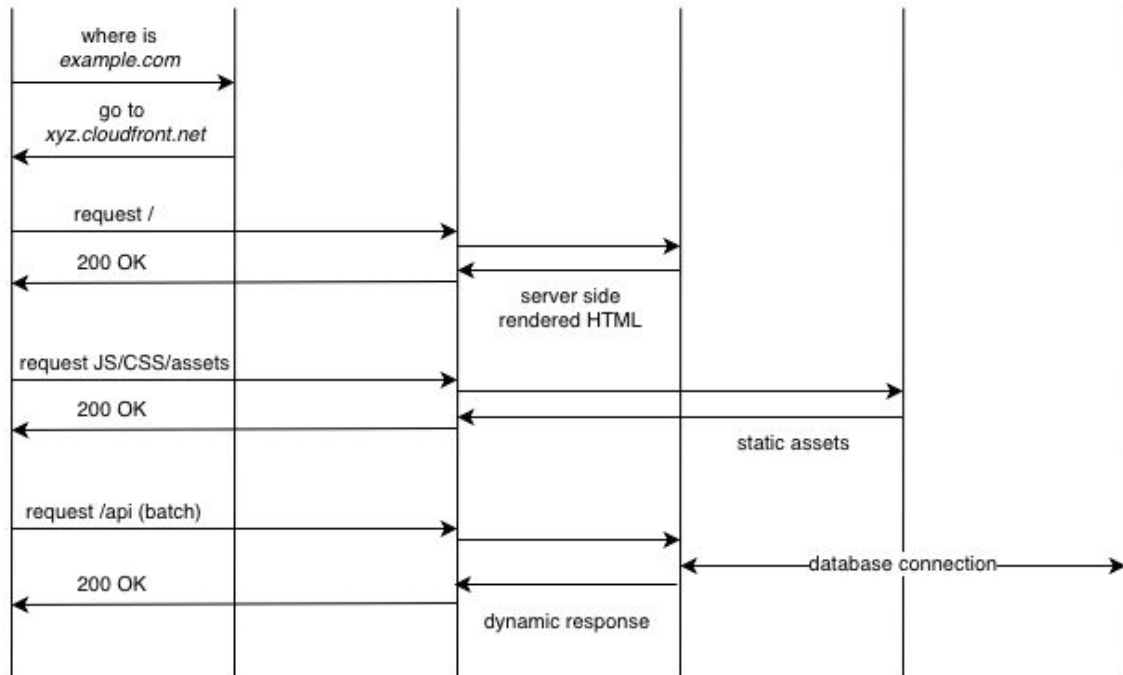 where is
example.com
go to
xyz.cloudfront.net
request /
200 OK
server side
rendered HTML
request JS/CSS/assets
200 OK
static assets
request /api (batch)
database connection
200 OK
dynamic response